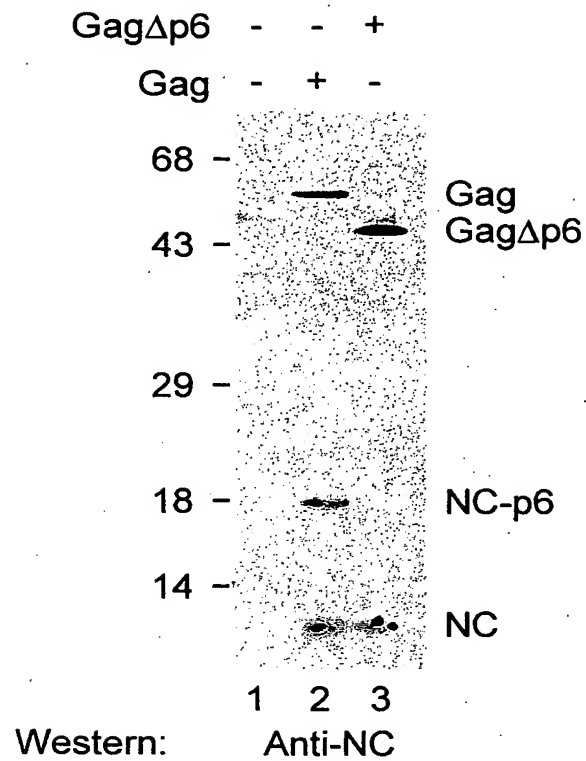 GagΔp6 - - +
Gag - + -
68 -
Gag
GagΔp6
43 -
29 -
18 - NC-p6
14 -
NC
1 2 3
Western: Anti-NC